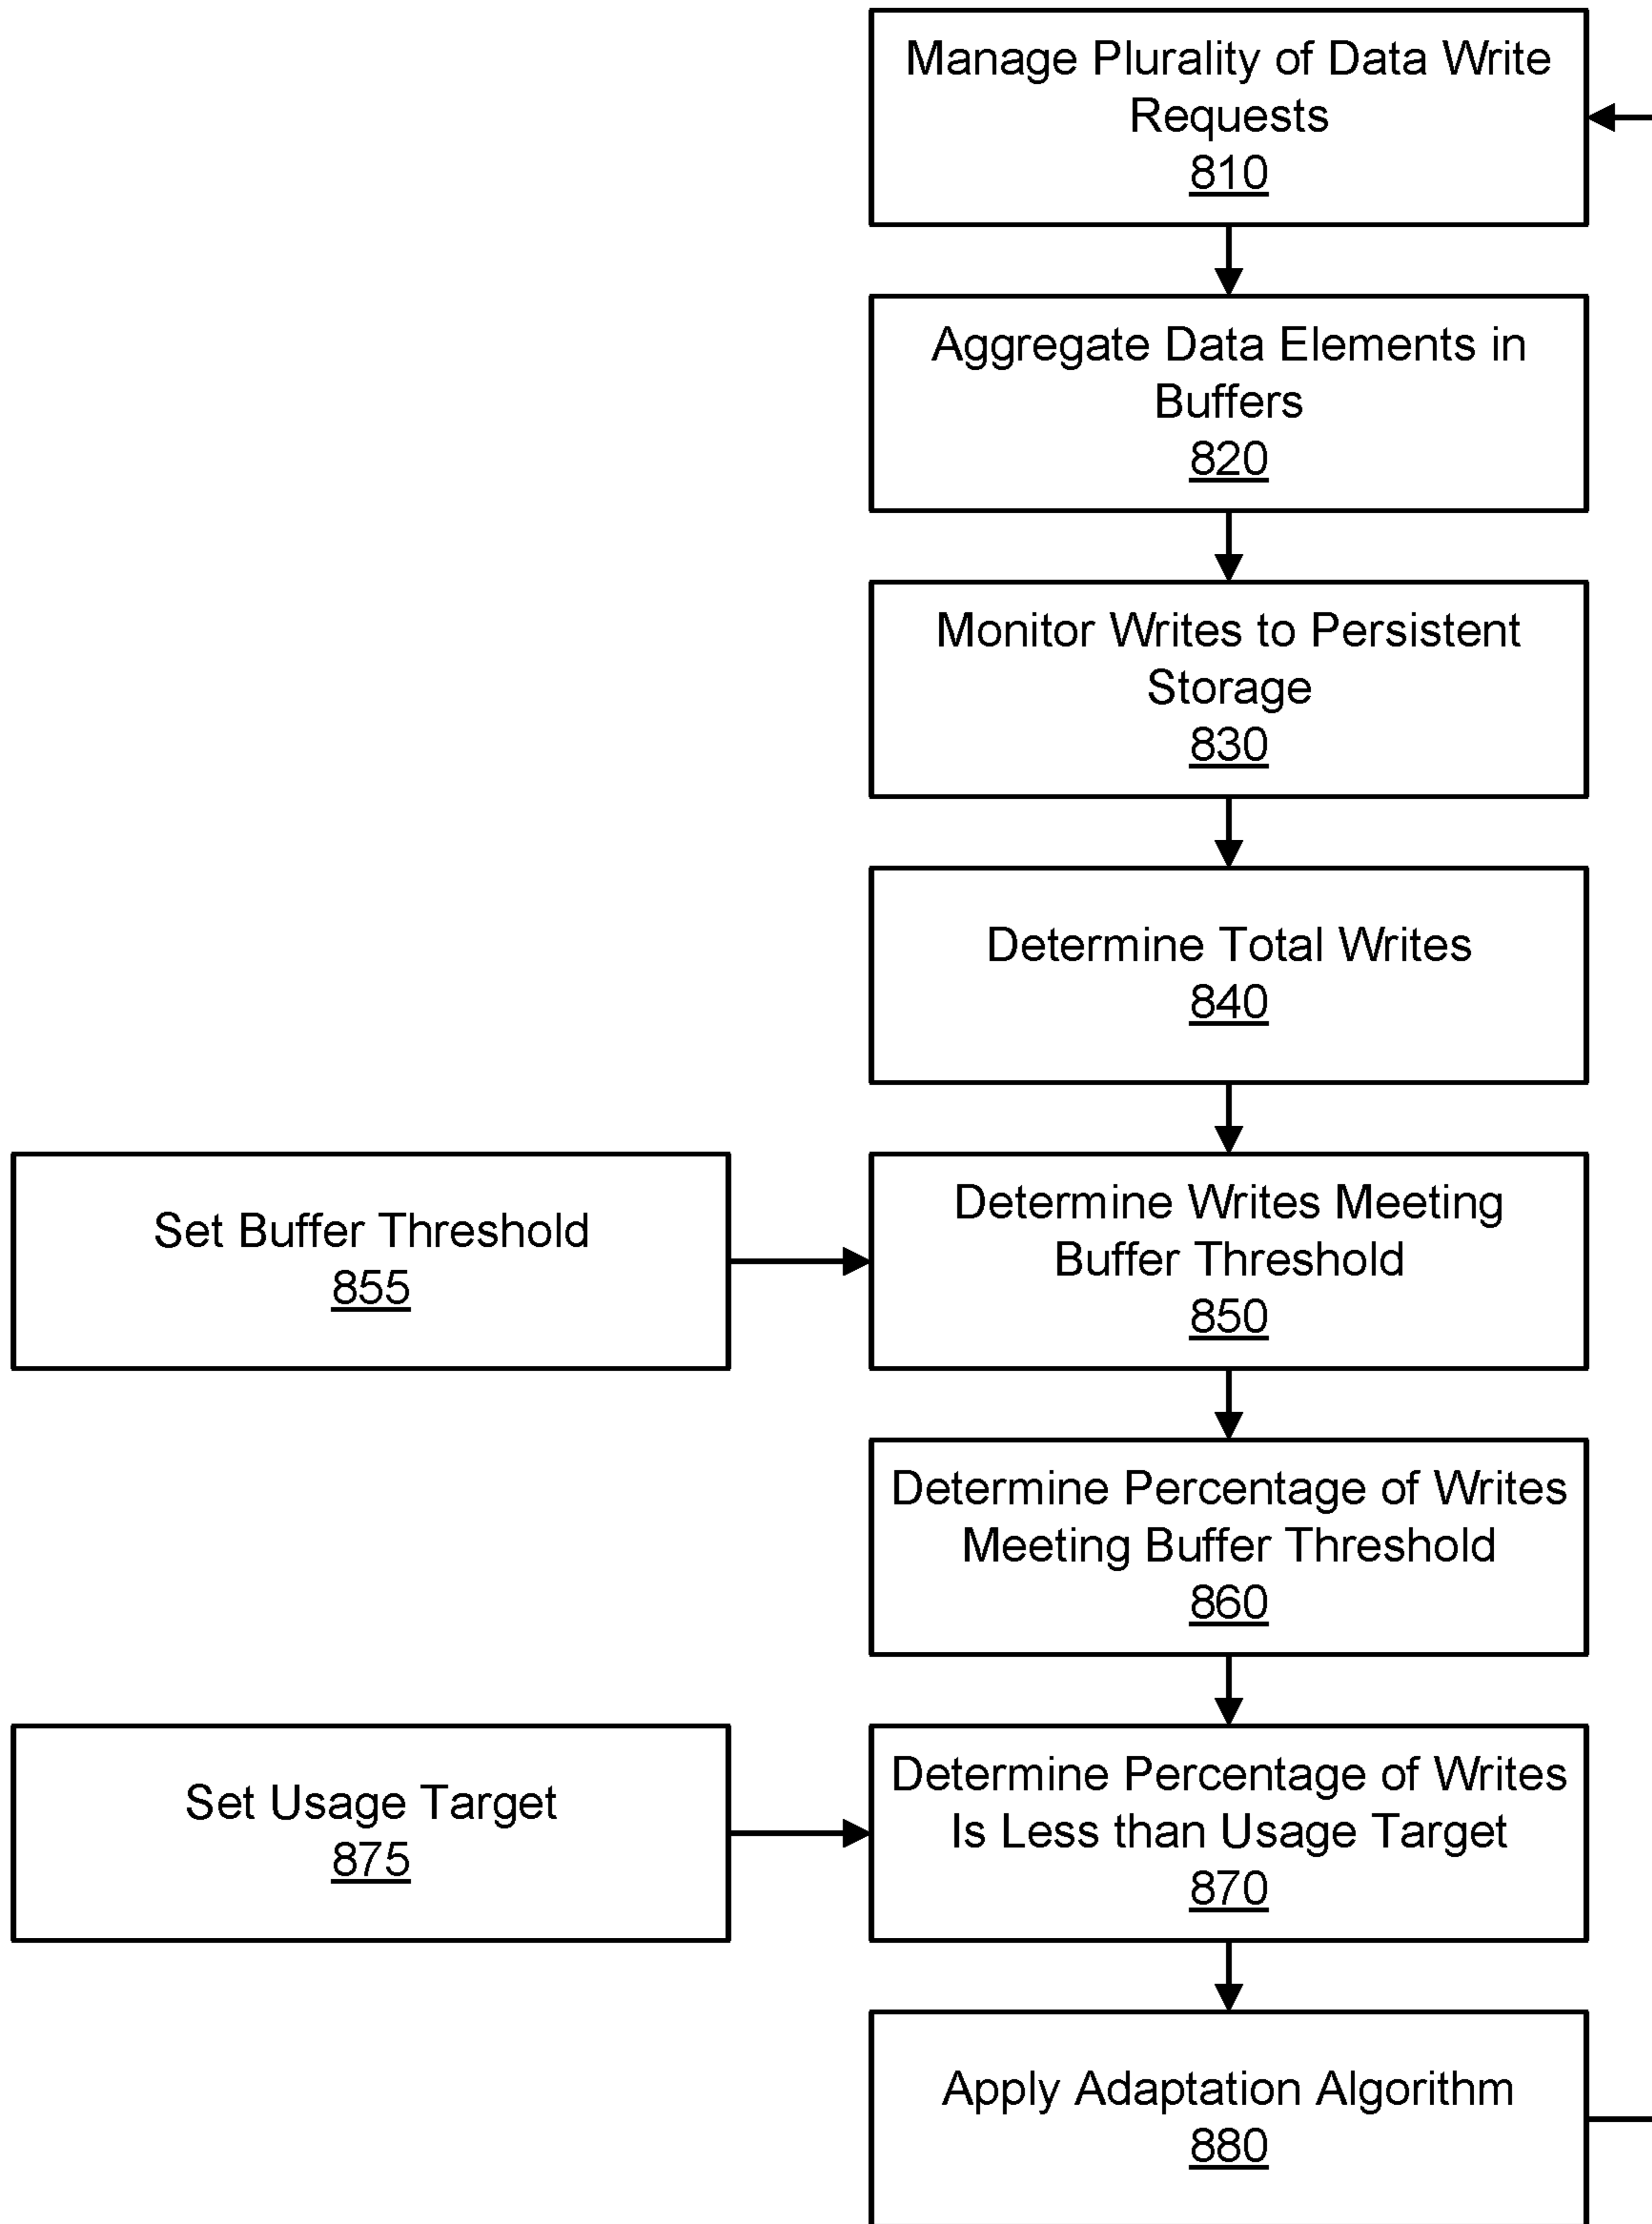 Manage Plurality of Data Write
Requests
810
Aggregate Data Elements in
Buffers
820
Monitor Writes to Persistent
Storage
830
Determine Total Writes
840
Set Buffer Threshold
855
Determine Writes Meeting
Buffer Threshold
850
Determine Percentage of Writes
Meeting Buffer Threshold
860
Set Usage Target
875
Determine Percentage of Writes
Is Less than Usage Target
870
Apply Adaptation Algorithm
880